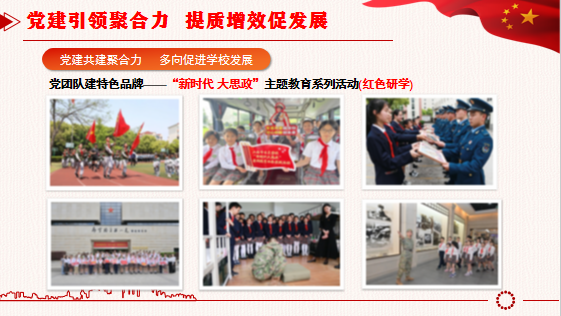 党建引领聚合力 提质增效促发展
党建共建聚合力 多向促进学校发展
党团队建特色品牌——“新时代 大思政”主题教育系列活动(红色研学)